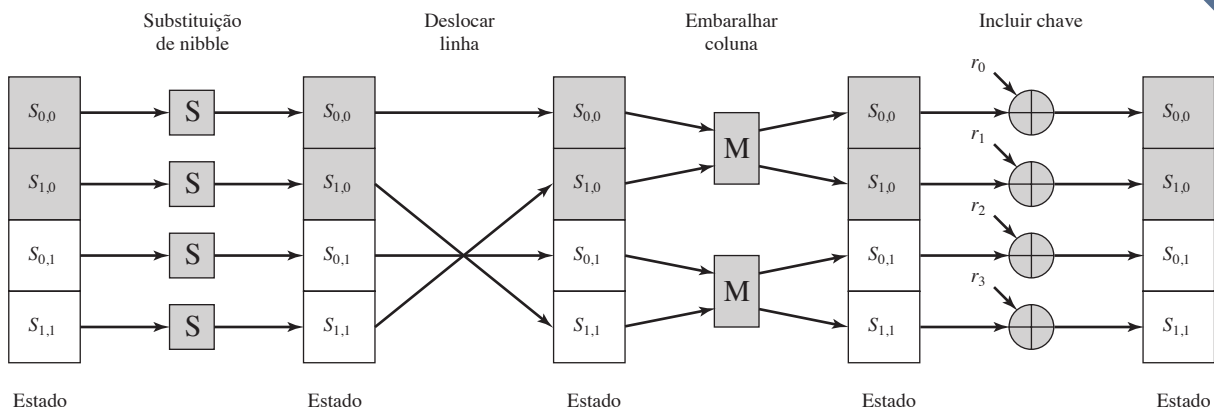 Substituição
de nibble
Deslocar
linha
Embaralhar
coluna
Incluir chave
S0,0 S S0,0 S0,0 M S0,0 r0 S0,0
S1,0 S S1,0 S1,0 S1,0 r1 S1,0
S0,1 S S0,1 S0,1 M S0,1 r2 S0,1
S1,1 S S1,1 S1,1 S1,1 r3 S1,1
Estado Estado Estado Estado Estado